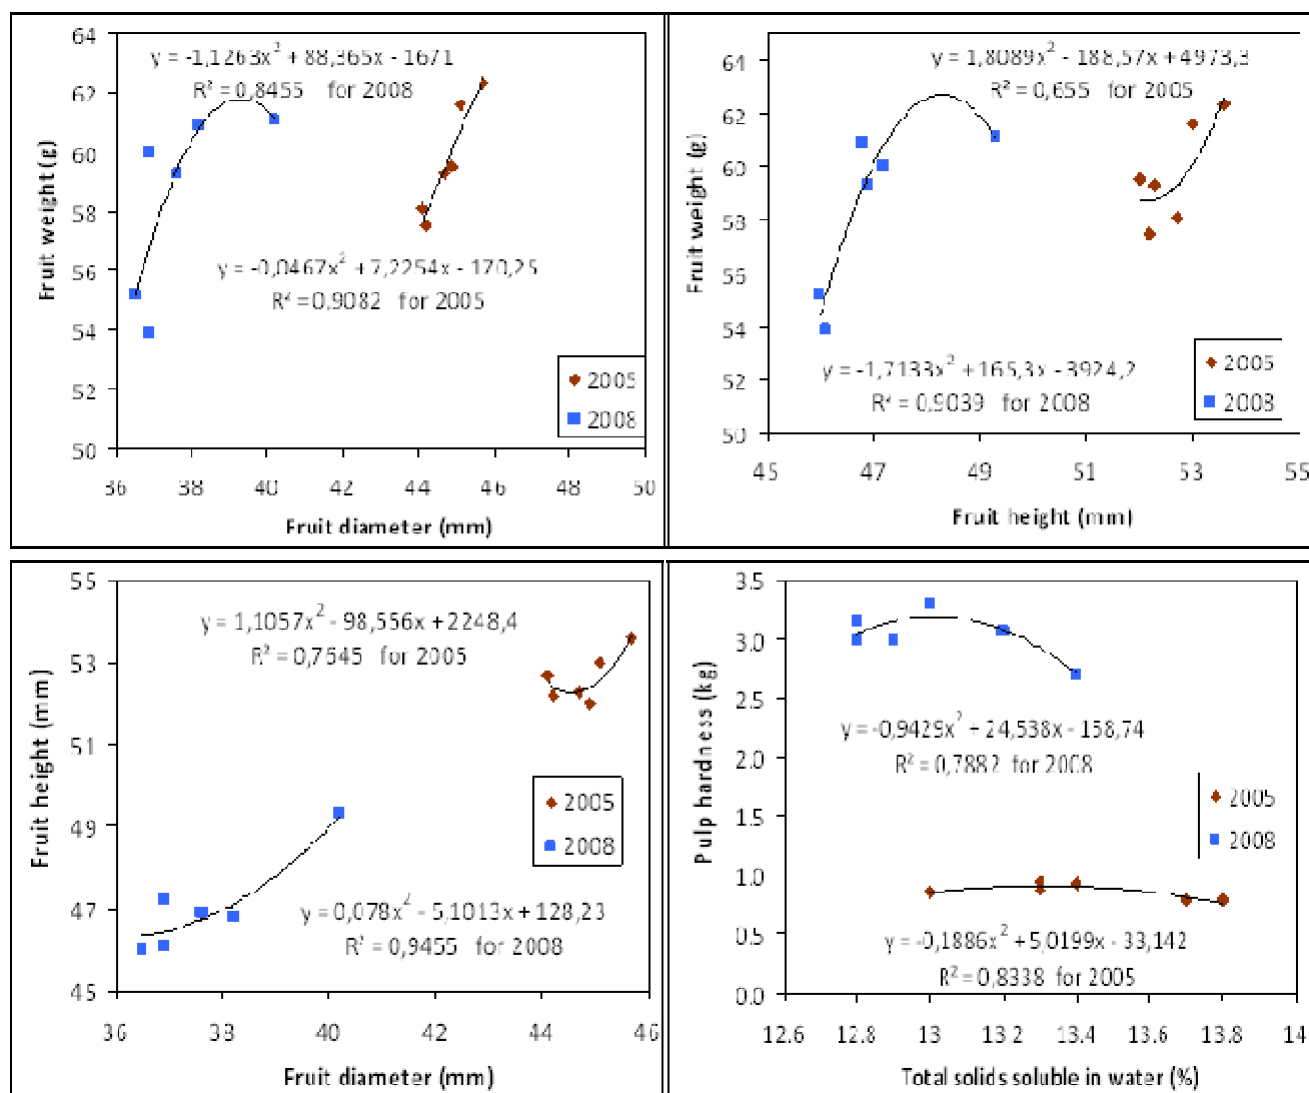 64
62
60
58
56
54
52
50
Fruit weight (g)
y = -1,1263x² + 88,365x - 1671
R² = 0,8455 for 2008
y = -0,0467x² + 7,2254x - 170,25
R² = 0,9082 for 2005
2005
2008
36 38 40 42 44 46 48 50
Fruit diameter (mm)
64
62
60
58
56
54
52
50
Fruit weight (g)
y = 1,8089x² - 188,57x + 4973,3
R² = 0,655 for 2005
y = -1,7133x² + 165,3x - 3924,2
R² = 0,9039 for 2008
2005
2008
45 47 49 51 53 55
Fruit height (mm)
55
53
51
49
47
45
Fruit height (mm)
y = 1,1057x² - 98,556x + 2248,4
R² = 0,7545 for 2005
2005
2008
y = 0,078x² - 5,1013x + 128,23
R² = 0,9455 for 2008
36 38 40 42 44 46
Fruit diameter (mm)
3.5
3.0
2.5
2.0
1.5
1.0
0.5
0.0
Pulp hardness (kg)
y = -0,9429x² + 24,538x - 158,74
R² = 0,7882 for 2008
2005
2008
y = -0,1886x² + 5,0199x - 33,142
R² = 0,8338 for 2005
12.6 12.8 13 13.2 13.4 13.6 13.8 14
Total solids soluble in water (%)